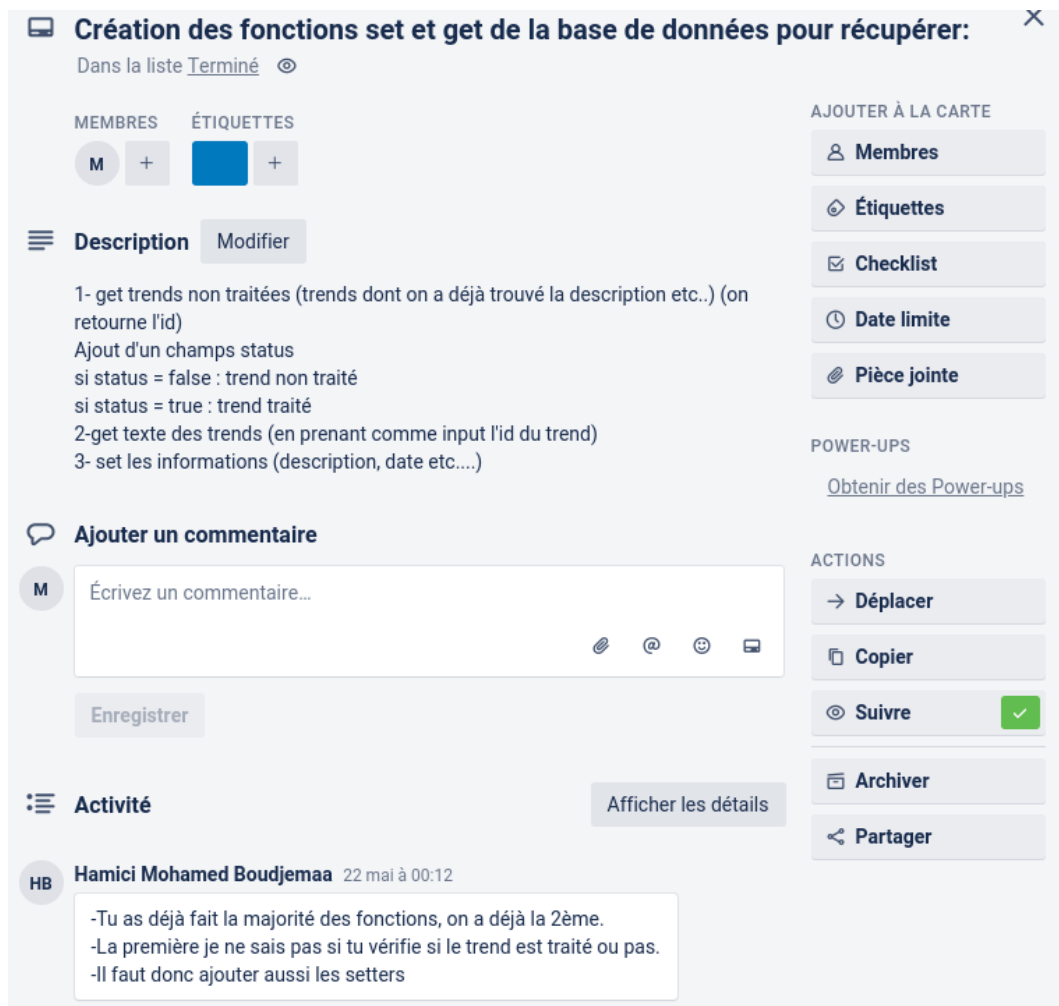 Création des fonctions set et get de la base de données pour récupérer:
Dans la liste Terminé
MEMBRES
ÉTIQUETTES
M
+
+
Description
Modifier
1- get trends non traitées (trends dont on a déjà trouvé la description etc..) (on
retourne l'id)
Ajout d'un champs status
si status = false : trend non traité
si status = true : trend traité
2-get texte des trends (en prenant comme input l'id du trend)
3- set les informations (description, date etc....)
Ajouter un commentaire
M
Écrivez un commentaire…
Enregistrer
Activité
Afficher les détails
HB
Hamici Mohamed Boudjemaa 22 mai à 00:12
-Tu as déjà fait la majorité des fonctions, on a déjà la 2ème.
-La première je ne sais pas si tu vérifie si le trend est traité ou pas.
-Il faut donc ajouter aussi les setters
AJOUTER À LA CARTE
Membres
Étiquettes
Checklist
Date limite
Pièce jointe
POWER-UPS
Obtenir des Power-ups
ACTIONS
Déplacer
Copier
Suivre
Archiver
Partager